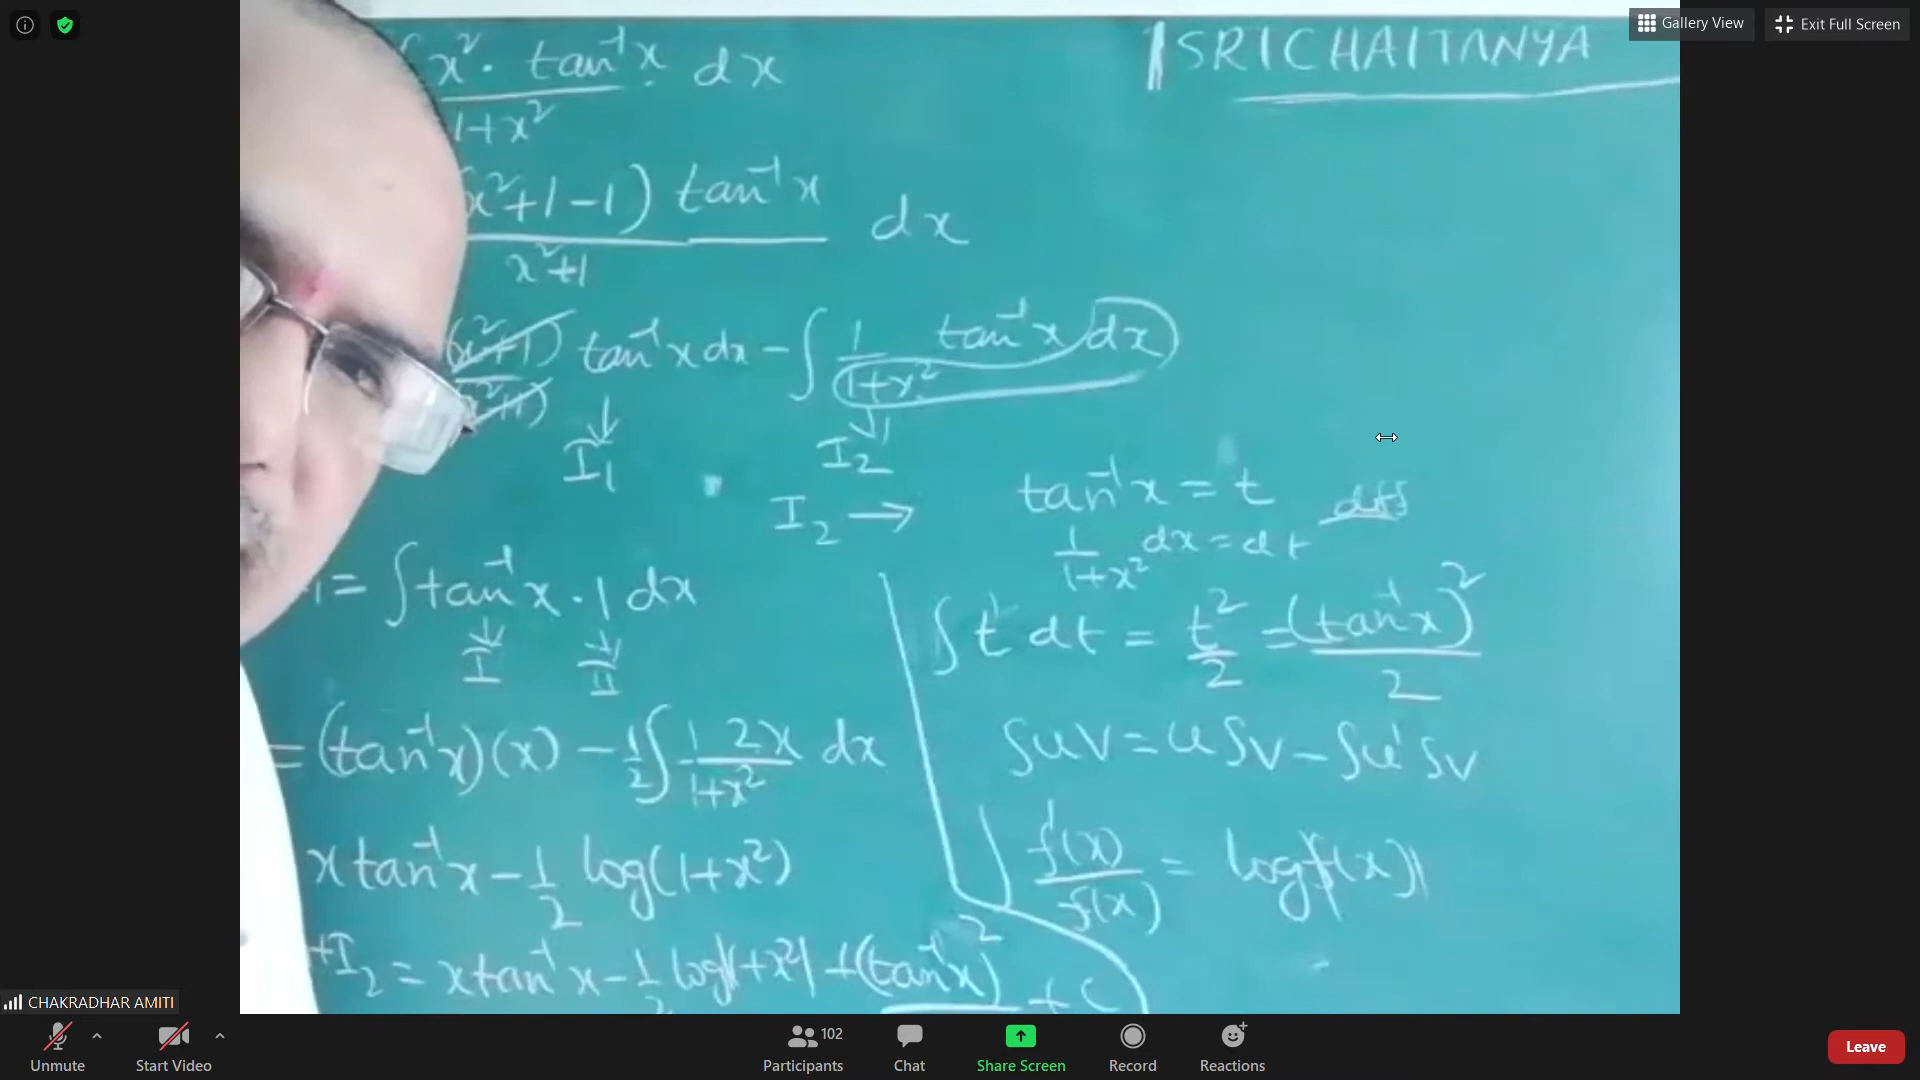 Gallery View
Exit Full Screen
SRICHAITANYA
∫ x² · tan⁻¹x / 1+x² dx
(x²+1-1) tan⁻¹x / x²+1 dx
(x²+1) / (x²+1) tan⁻¹x dx - ∫ 1 / 1+x² tan⁻¹x dx
I₁
I₂
I₂ → tan⁻¹x = t diff
1 / 1+x² dx = dt
= ∫ tan⁻¹x · 1 dx
I II
∫ t¹ dt = t² / 2 = (tan⁻¹x)² / 2
= (tan⁻¹x)(x) - 1/2 ∫ 1 2x / 1+x² dx
∫uv = u∫v - ∫u¹∫v
x tan⁻¹x - 1/2 log(1+x²)
∫ f¹(x) / f(x) = log|f(x)|
+I₂ = x tan⁻¹x - 1/2 log|1+x²| + (tan⁻¹x)² + c
CHAKRADHAR AMITI
Unmute
Start Video
Participants 102
Chat
Share Screen
Record
Reactions
Leave